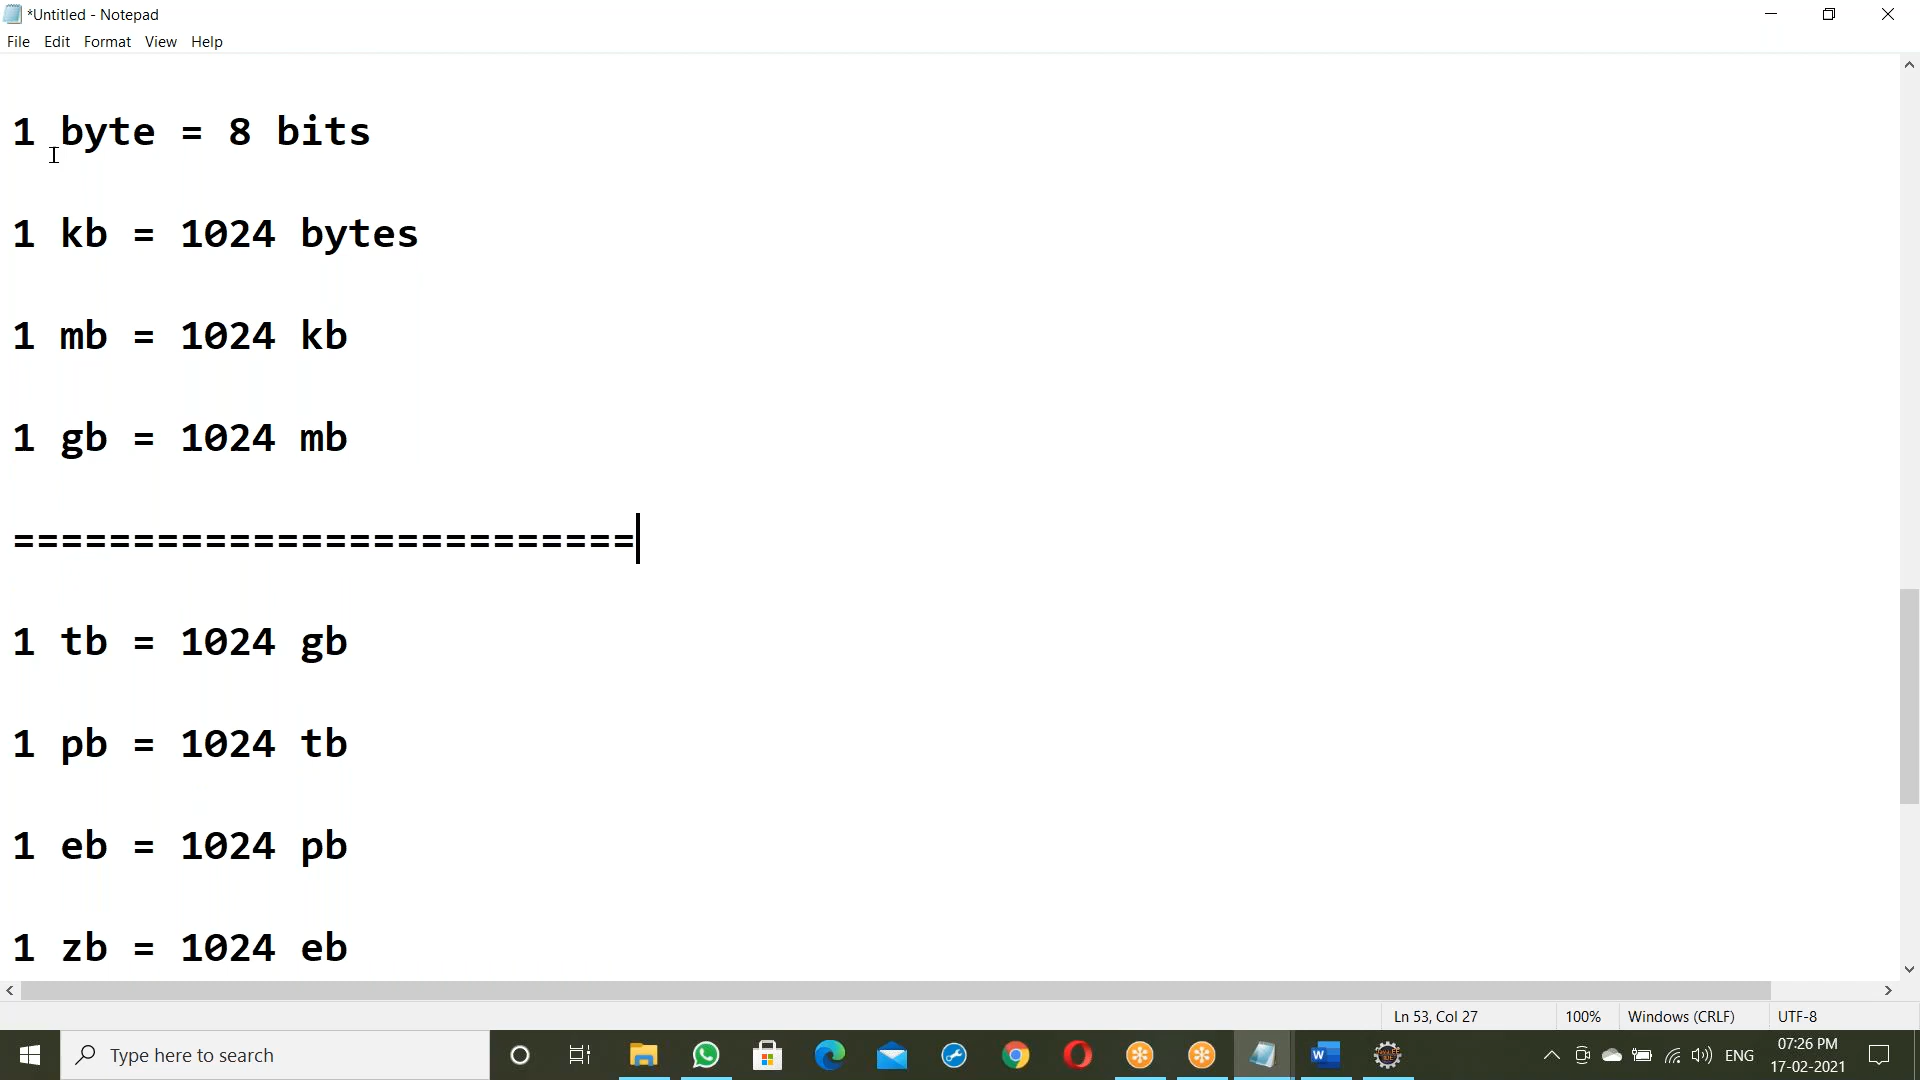 *Untitled - Notepad
File Edit Format View Help
1 byte = 8 bits
1 kb = 1024 bytes
1 mb = 1024 kb
1 gb = 1024 mb
==========================
1 tb = 1024 gb
1 pb = 1024 tb
1 eb = 1024 pb
1 zb = 1024 eb
Ln 53, Col 27 100% Windows (CRLF) UTF-8
Type here to search
ENG
07:26 PM
17-02-2021